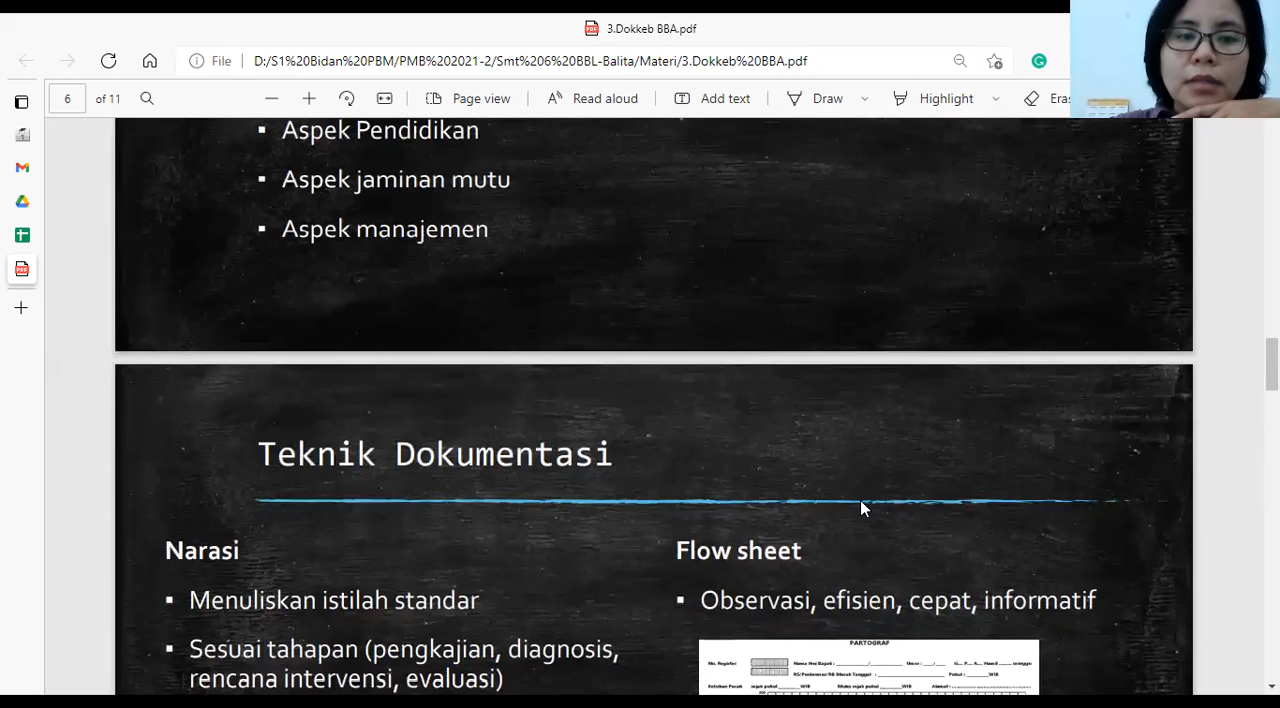 3.Dokkeb BBA.pdf
File D:/S1%20Bidan%20PBM/PMB%202021-2/Smt%206%20BBL-Balita/Materi/3.Dokkeb%20BBA.pdf
6 of 11 Page view Read aloud Add text Draw Highlight Eras
Aspek Pendidikan
Aspek jaminan mutu
Aspek manajemen
Teknik Dokumentasi
Narasi
Menuliskan istilah standar
Sesuai tahapan (pengkajian, diagnosis,
rencana intervensi, evaluasi)
Flow sheet
Observasi, efisien, cepat, informatif
PARTOGRAF
No. Register